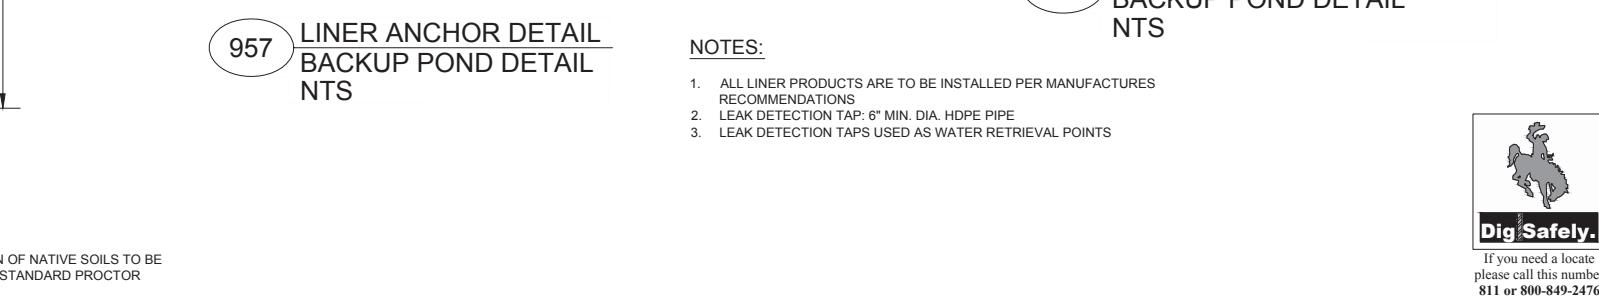 BACKUP POND DETAIL
NTS
957
LINER ANCHOR DETAIL
BACKUP POND DETAIL
NTS
NOTES:
1. ALL LINER PRODUCTS ARE TO BE INSTALLED PER MANUFACTURES
RECOMMENDATIONS
2. LEAK DETECTION TAP: 6" MIN. DIA. HDPE PIPE
3. LEAK DETECTION TAPS USED AS WATER RETRIEVAL POINTS
OF NATIVE SOILS TO BE
STANDARD PROCTOR
Dig Safely.
If you need a locate
please call this numbe
811 or 800-849-2476